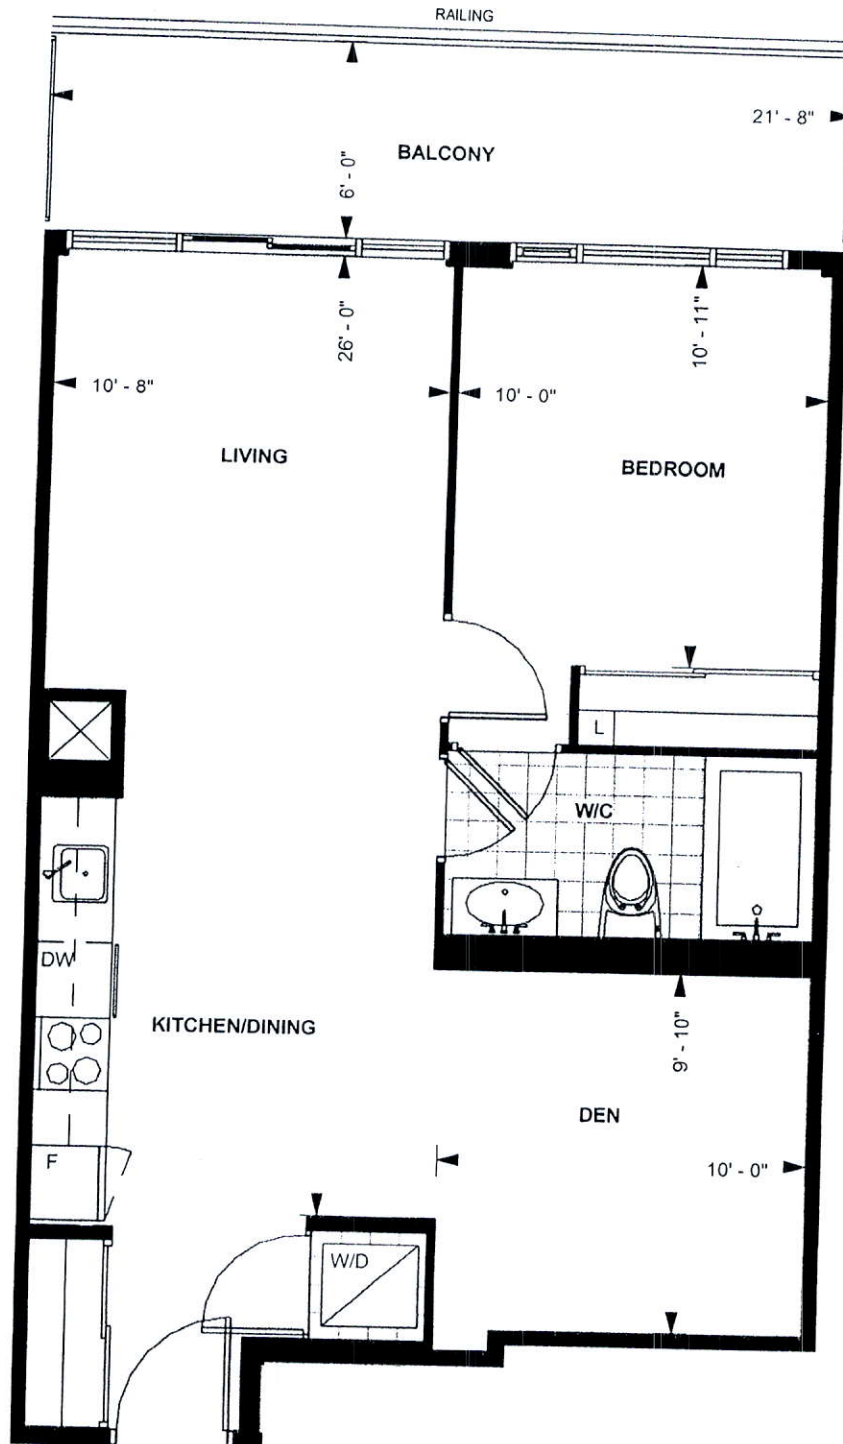 RAILING
21' - 8"
BALCONY
6' - 0"
26' - 0"
10' - 11"
10' - 8"
10' - 0"
LIVING
BEDROOM
L
W/C
DW
KITCHEN/DINING
9' - 10"
DEN
F
10' - 0"
W/D